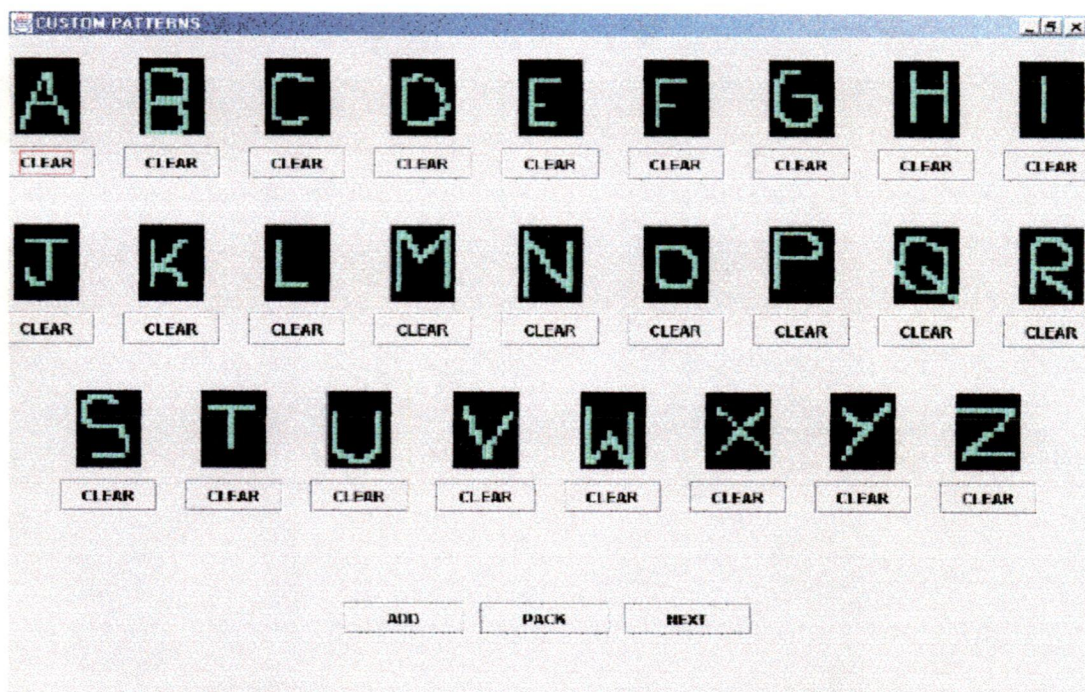 CUSTOM PATTERNS
A B C D E F G H I
CLEAR CLEAR CLEAR CLEAR CLEAR CLEAR CLEAR CLEAR CLEAR
J K L M N O P Q R
CLEAR CLEAR CLEAR CLEAR CLEAR CLEAR CLEAR CLEAR CLEAR
S T U V W X Y Z
CLEAR CLEAR CLEAR CLEAR CLEAR CLEAR CLEAR CLEAR
ADD PACK NEXT